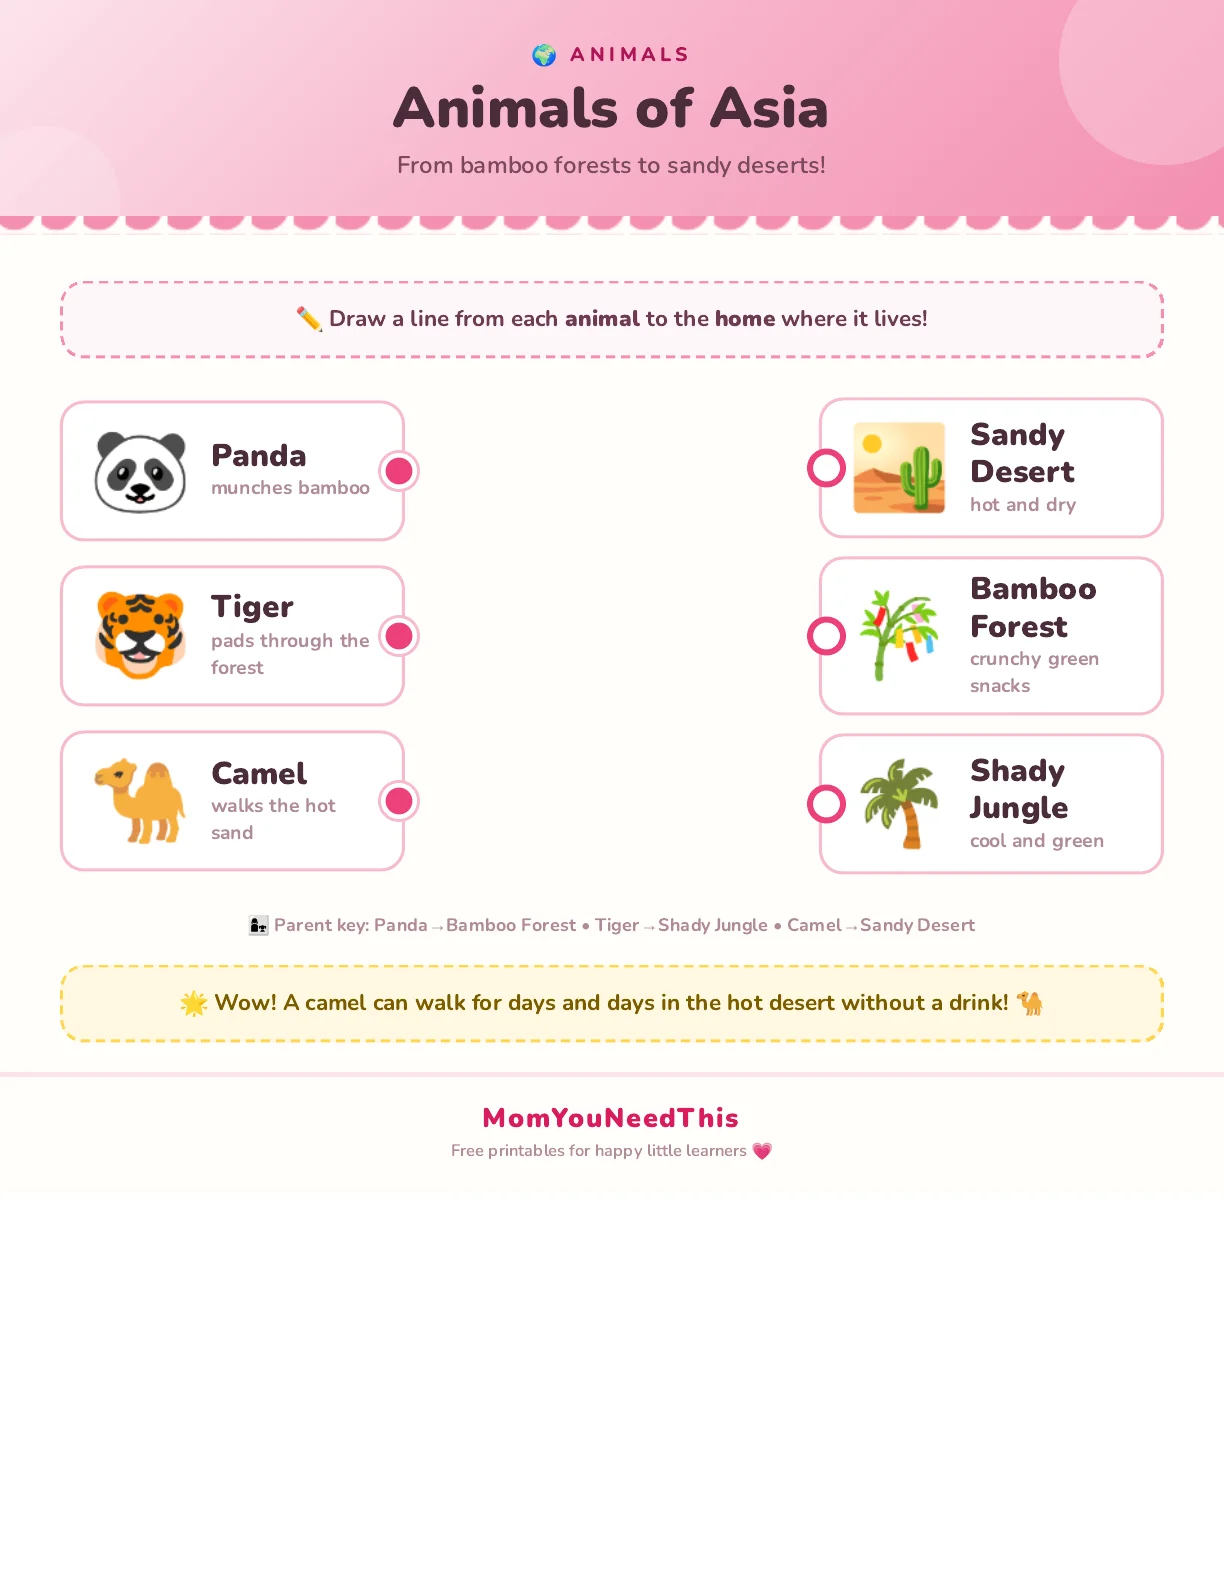 ANIMALS
Animals of Asia
From bamboo forests to sandy deserts!
Draw a line from each animal to the home where it lives!
Panda
munches bamboo
Tiger
pads through the
forest
Camel
walks the hot
sand
Sandy
Desert
hot and dry
Bamboo
Forest
crunchy green
snacks
Shady
Jungle
cool and green
Parent key: Panda→Bamboo Forest • Tiger→Shady Jungle • Camel→Sandy Desert
Wow! A camel can walk for days and days in the hot desert without a drink!
MomYouNeedThis
Free printables for happy little learners